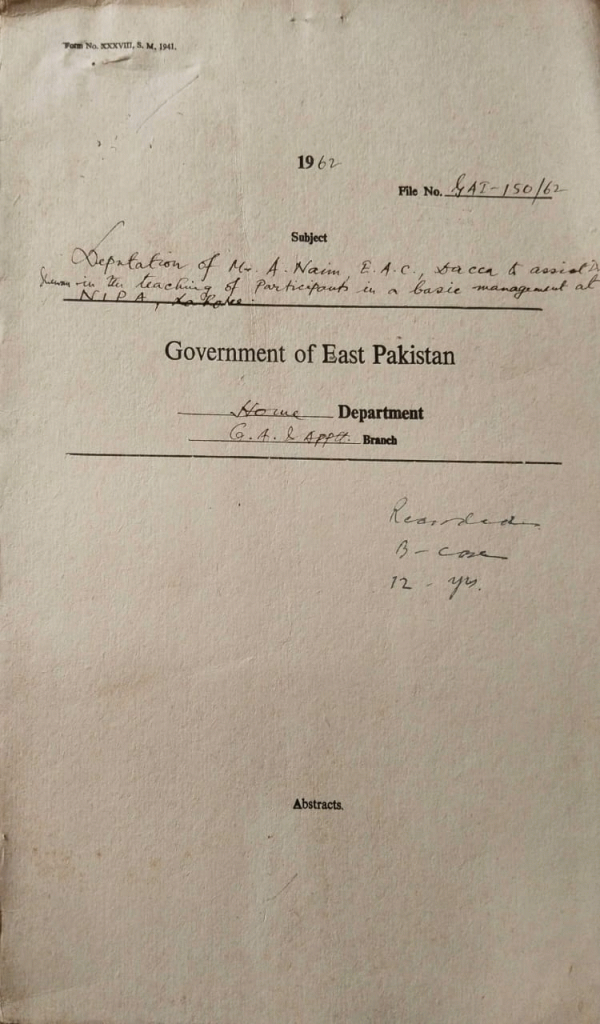 Form No. XXXVIII, S. M, 1941.
1962
File No. GAI-150/62
Subject
Deputation of Mr. A. Naim, E.A.C., Dacca to assist
in the teaching of Participants in a basic management at
NIPA, Lahore.
Government of East Pakistan
Home Department
G. A. & Apptt. Branch
Recorded
B - case
12 - yrs.
Abstracts.